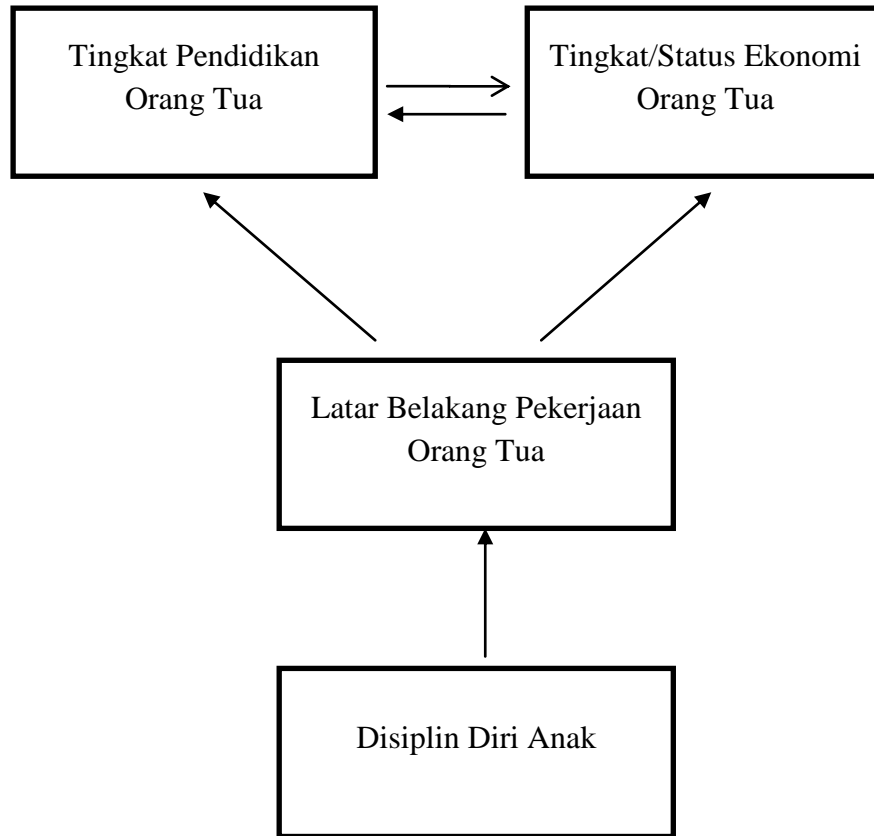 Tingkat Pendidikan
Orang Tua
Tingkat/Status Ekonomi
Orang Tua
Latar Belakang Pekerjaan
Orang Tua
Disiplin Diri Anak